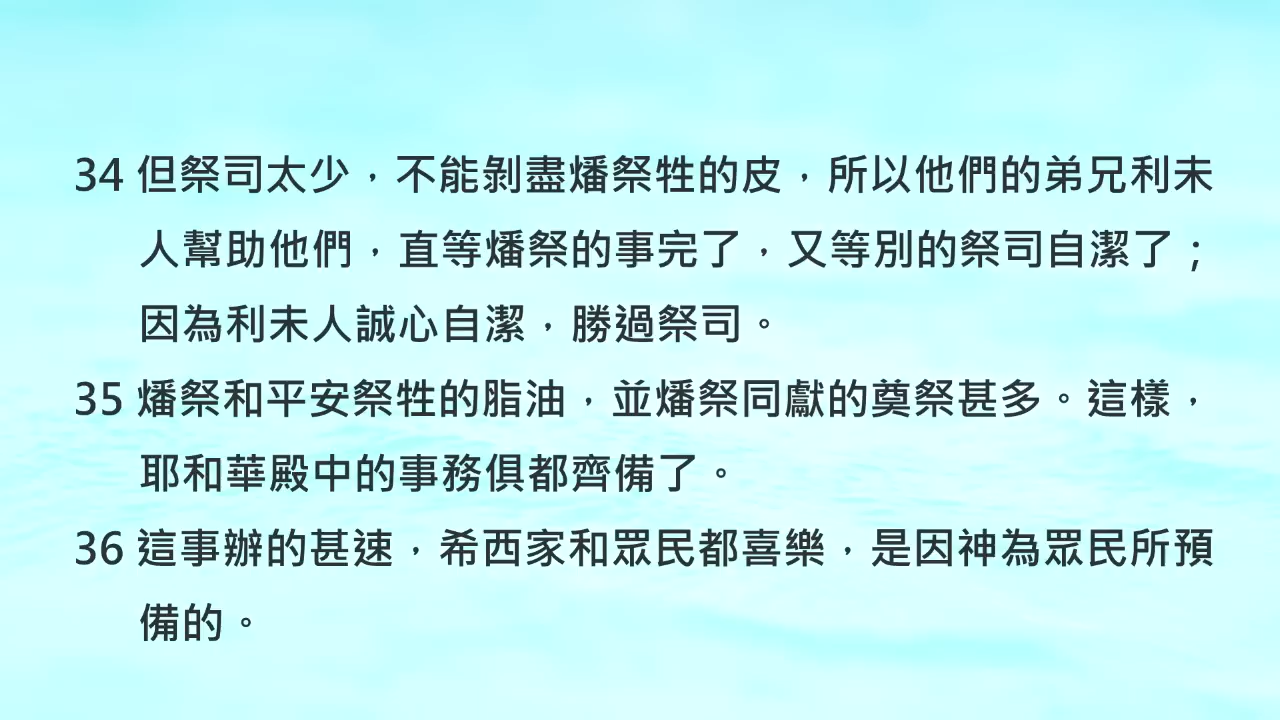 34 但祭司太少，不能剝盡燔祭牲的皮，所以他們的弟兄利未
人幫助他們，直等燔祭的事完了，又等別的祭司自潔了；
因為利未人誠心自潔，勝過祭司。
35 燔祭和平安祭牲的脂油，並燔祭同獻的奠祭甚多。這樣，
耶和華殿中的事務俱都齊備了。
36 這事辦的甚速，希西家和眾民都喜樂，是因神為眾民所預
備的。